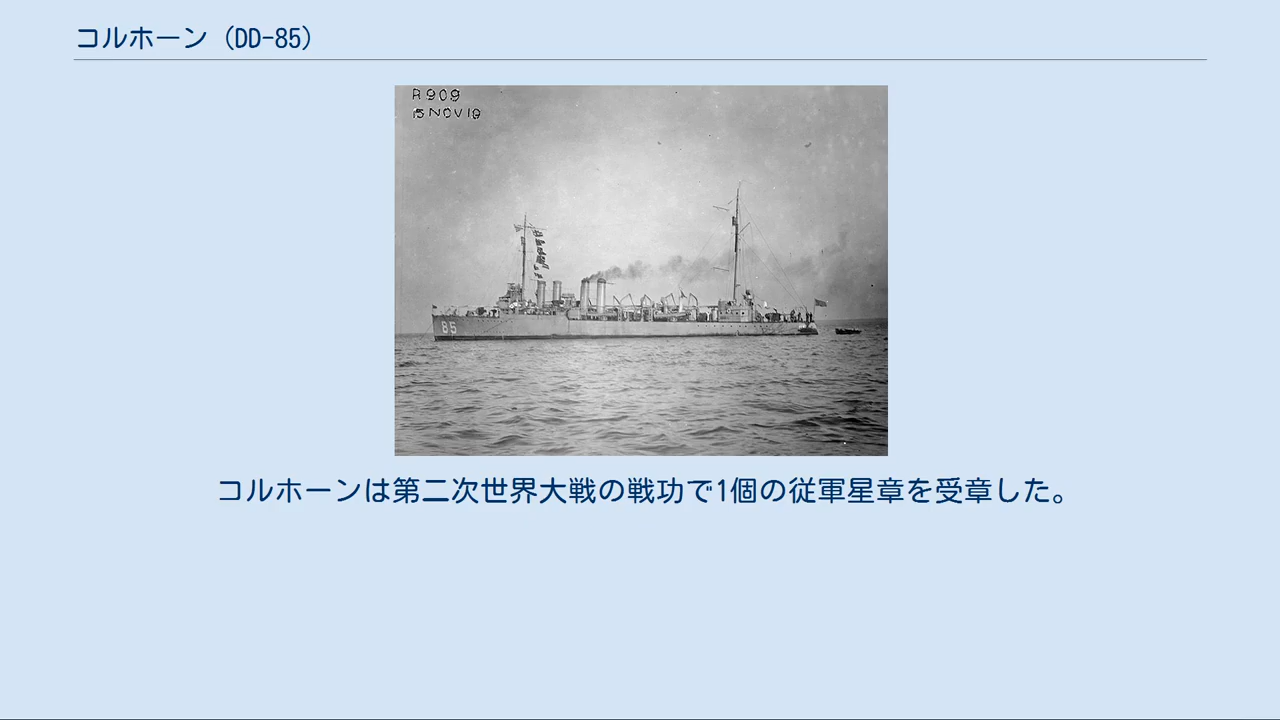 コルホーン（DD-85）
R 909
15 NOV 19
85
コルホーンは第二次世界大戦の戦功で1個の従軍星章を受章した。